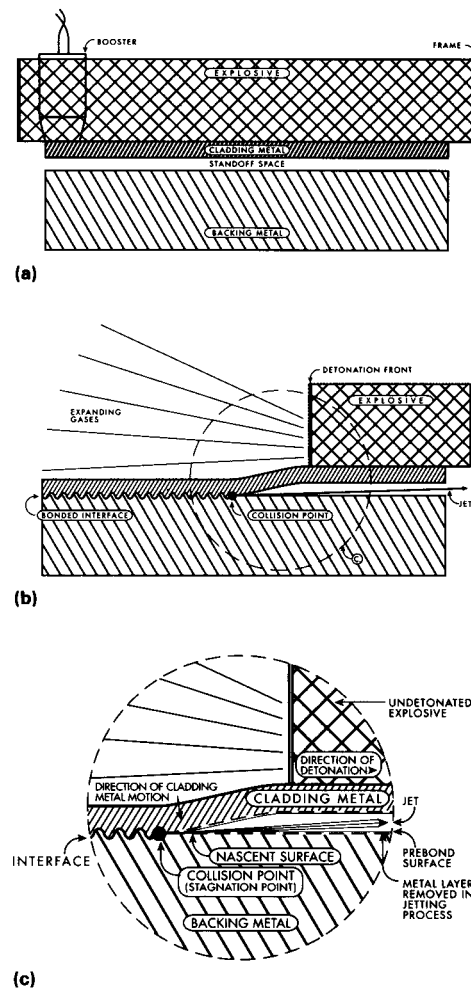 BOOSTER
FRAME
EXPLOSIVE
CLADDING METAL
STANDOFF SPACE
BACKING METAL
(a)
DETONATION FRONT
EXPLOSIVE
EXPANDING
GASES
JET
BONDED INTERFACE
COLLISION POINT
C
(b)
UNDETONATED
EXPLOSIVE
DIRECTION OF
DETONATION
DIRECTION OF CLADDING
METAL MOTION
CLADDING METAL
JET
INTERFACE
NASCENT SURFACE
PREBOND
SURFACE
COLLISION POINT
(STAGNATION POINT)
METAL LAYER
REMOVED IN
JETTING
PROCESS
BACKING METAL
(c)